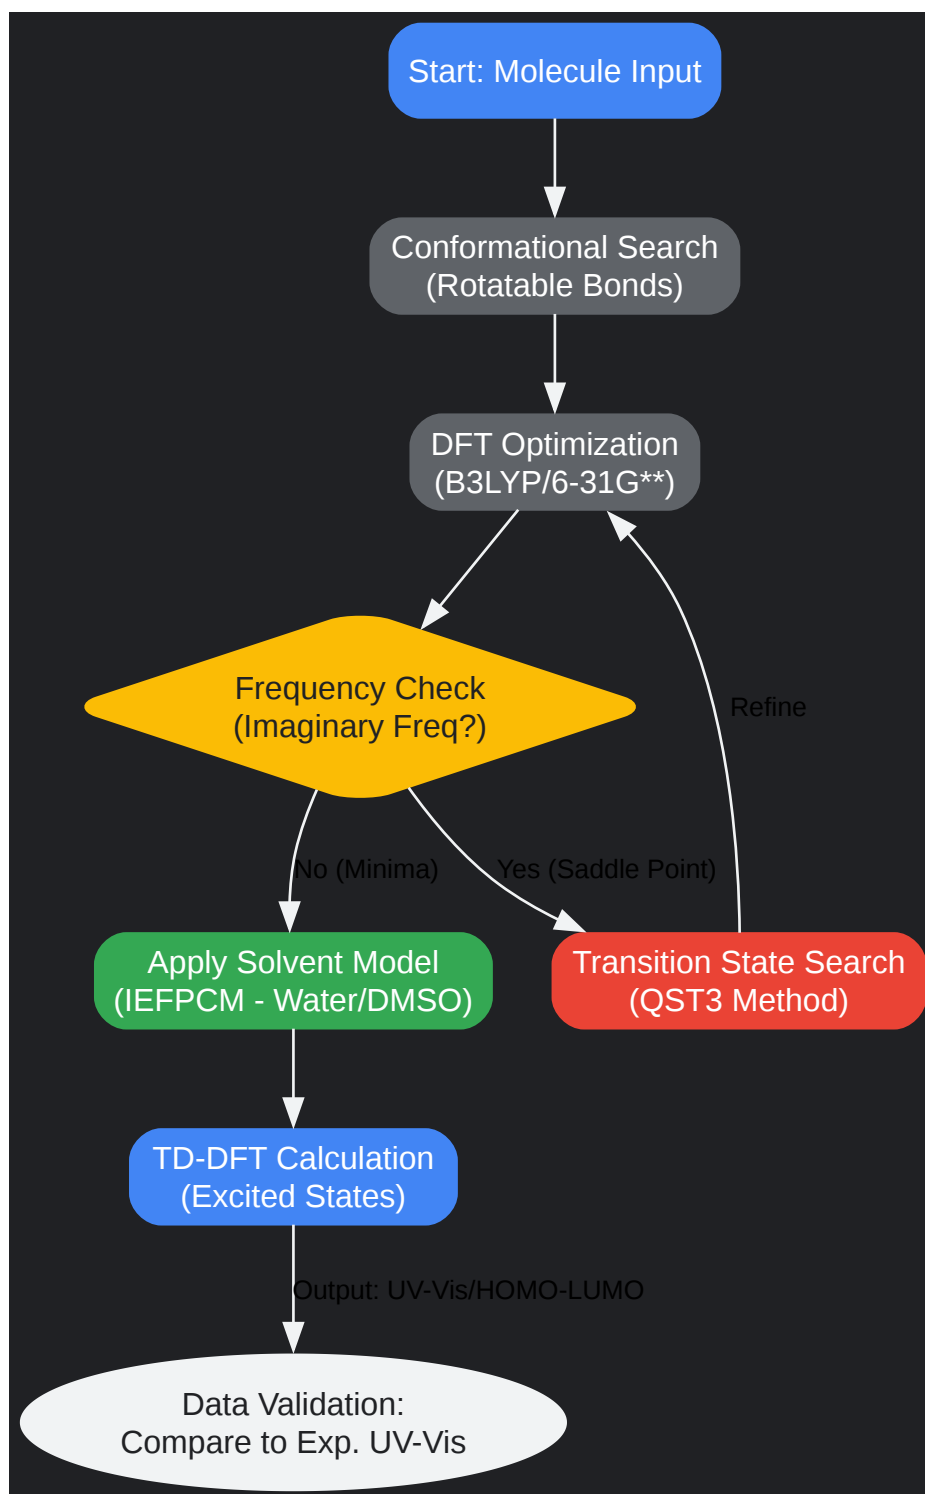 Start: Molecule Input
Conformational Search
(Rotatable Bonds)
DFT Optimization
(B3LYP/6-31G**)
Frequency Check
(Imaginary Freq?)
Refine
No (Minima)
Yes (Saddle Point)
Apply Solvent Model
(IEFPCM - Water/DMSO)
Transition State Search
(QST3 Method)
TD-DFT Calculation
(Excited States)
Output: UV-Vis/HOMO-LUMO
Data Validation:
Compare to Exp. UV-Vis